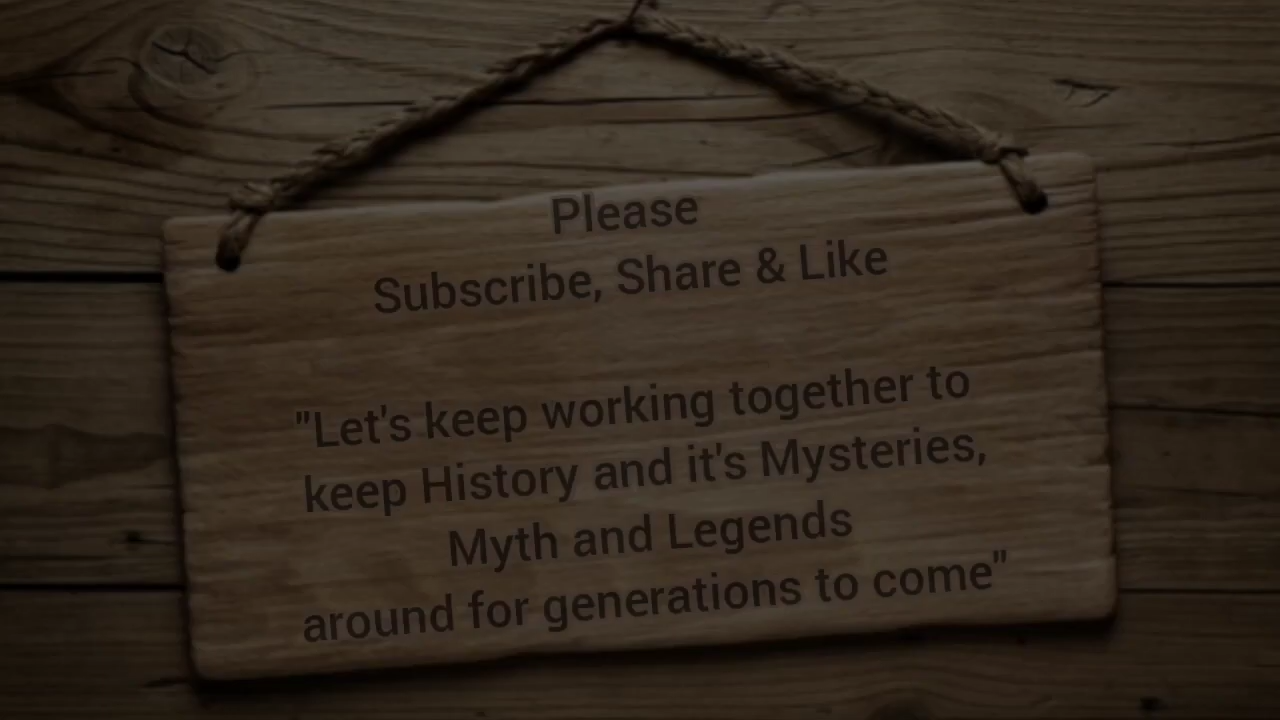 Please
Subscribe, Share & Like
"Let's keep working together to
keep History and it's Mysteries,
Myth and Legends
around for generations to come"